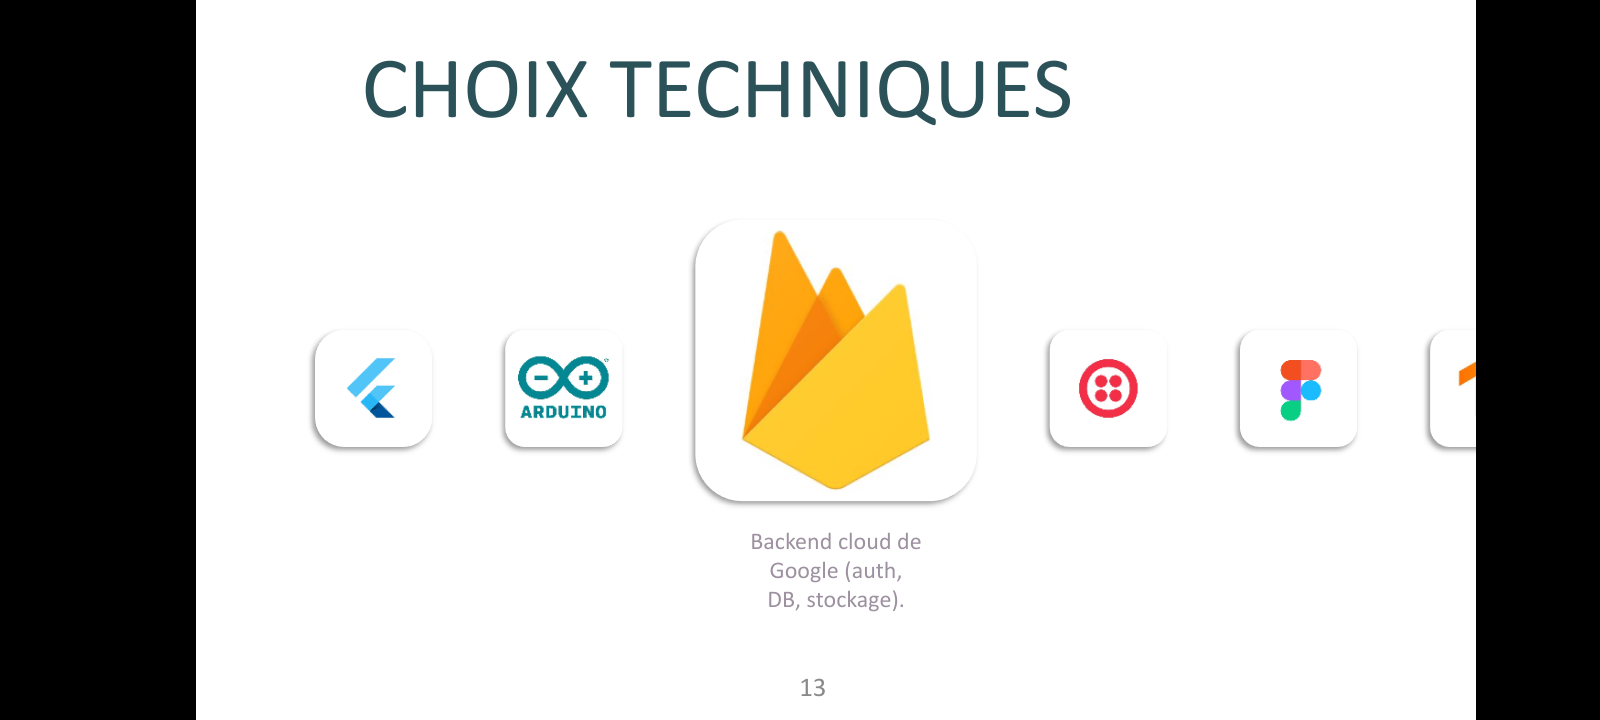 CHOIX TECHNIQUES
ARDUINO
Backend cloud de
Google (auth,
DB, stockage).
13